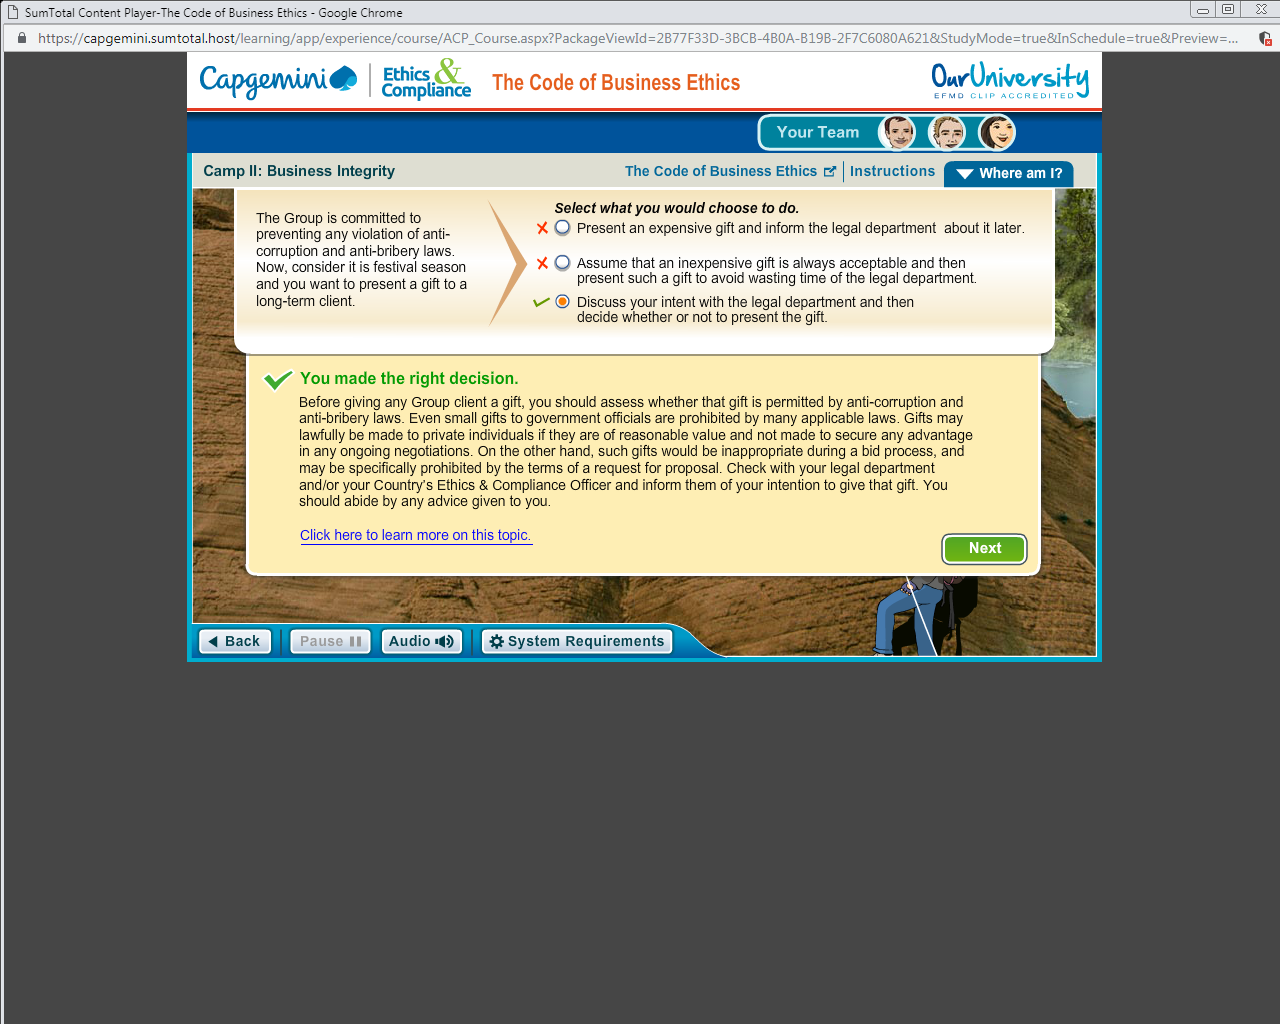 SumTotal Content Player-The Code of Business Ethics - Google Chrome
https://capgemini.sumtotal.host/learning/app/experience/course/ACP_Course.aspx?PackageViewId=2B77F33D-3BCB-4B0A-B19B-2F7C6080A621&StudyMode=true&InSchedule=true&Preview=...
Capgemini
Ethics &
Compliance
The Code of Business Ethics
OurUniversity
EFMD CLIP ACCREDITED
Your Team
Camp II: Business Integrity
The Code of Business Ethics
Instructions
Where am I?
The Group is committed to
preventing any violation of anti-
corruption and anti-bribery laws.
Now, consider it is festival season
and you want to present a gift to a
long-term client.
Select what you would choose to do.
Present an expensive gift and inform the legal department  about it later.
Assume that an inexpensive gift is always acceptable and then
present such a gift to avoid wasting time of the legal department.
Discuss your intent with the legal department and then
decide whether or not to present the gift.
You made the right decision.
Before giving any Group client a gift, you should assess whether that gift is permitted by anti-corruption and
anti-bribery laws. Even small gifts to government officials are prohibited by many applicable laws. Gifts may
lawfully be made to private individuals if they are of reasonable value and not made to secure any advantage
in any ongoing negotiations. On the other hand, such gifts would be inappropriate during a bid process, and
may be specifically prohibited by the terms of a request for proposal. Check with your legal department
and/or your Country's Ethics & Compliance Officer and inform them of your intention to give that gift. You
should abide by any advice given to you.
Click here to learn more on this topic.
Next
Back
Pause
Audio
System Requirements